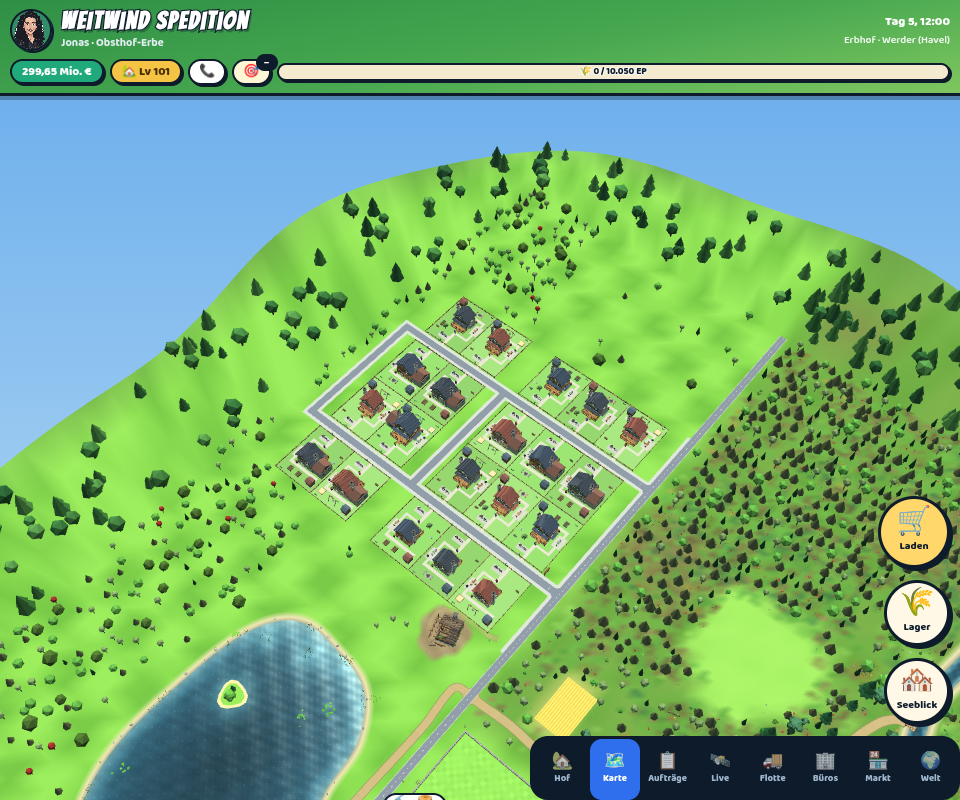 WEITWIND SPEDITION
Jonas · Obsthof-Erbe
Tag 5, 12:00
Erbhof · Werder (Havel)
299,65 Mio. €
Lv 101
–
0 / 10.050 EP
Laden
Lager
Seeblick
Hof
Karte
Aufträge
Live
Flotte
Büros
Markt
Welt